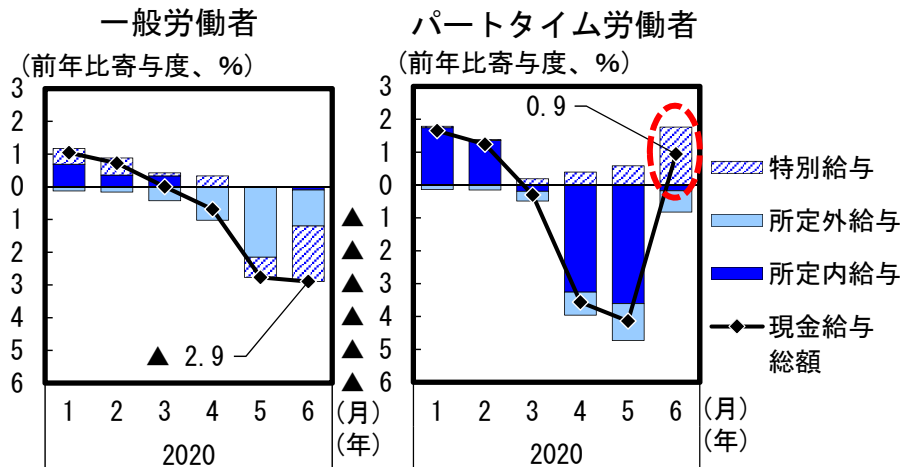 一般労働者
（前年比寄与度、%）
3
2
1
0
1
2
3
4
5
6
▲
▲
▲
▲
▲
▲
▲ 2.9
1 2 3 4 5 6 （月）
2020 （年）
パートタイム労働者
（前年比寄与度、%）
3
2
1
0
1
2
3
4
5
6
0.9
1 2 3 4 5 6 （月）
2020 （年）
特別給与
所定外給与
所定内給与
現金給与
総額